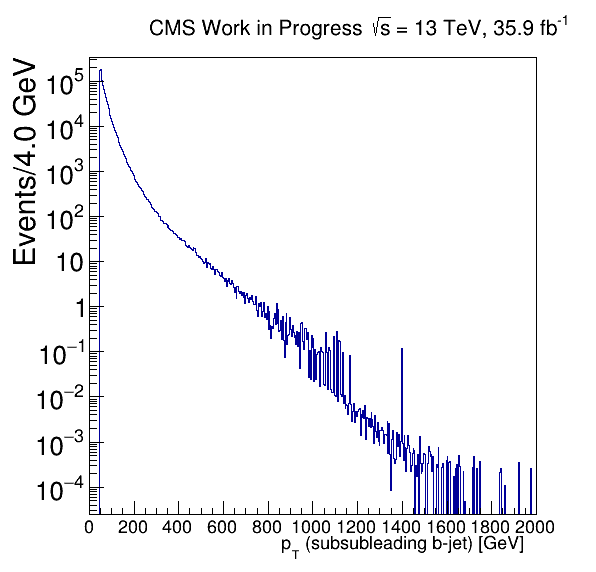 CMS Work in Progress √s = 13 TeV, 35.9 fb⁻¹
Events/4.0 GeV
10⁵
10⁴
10³
10²
10
1
10⁻¹
10⁻²
10⁻³
10⁻⁴
0 200 400 600 800 1000 1200 1400 1600 1800 2000
p_T (subsubleading b-jet) [GeV]